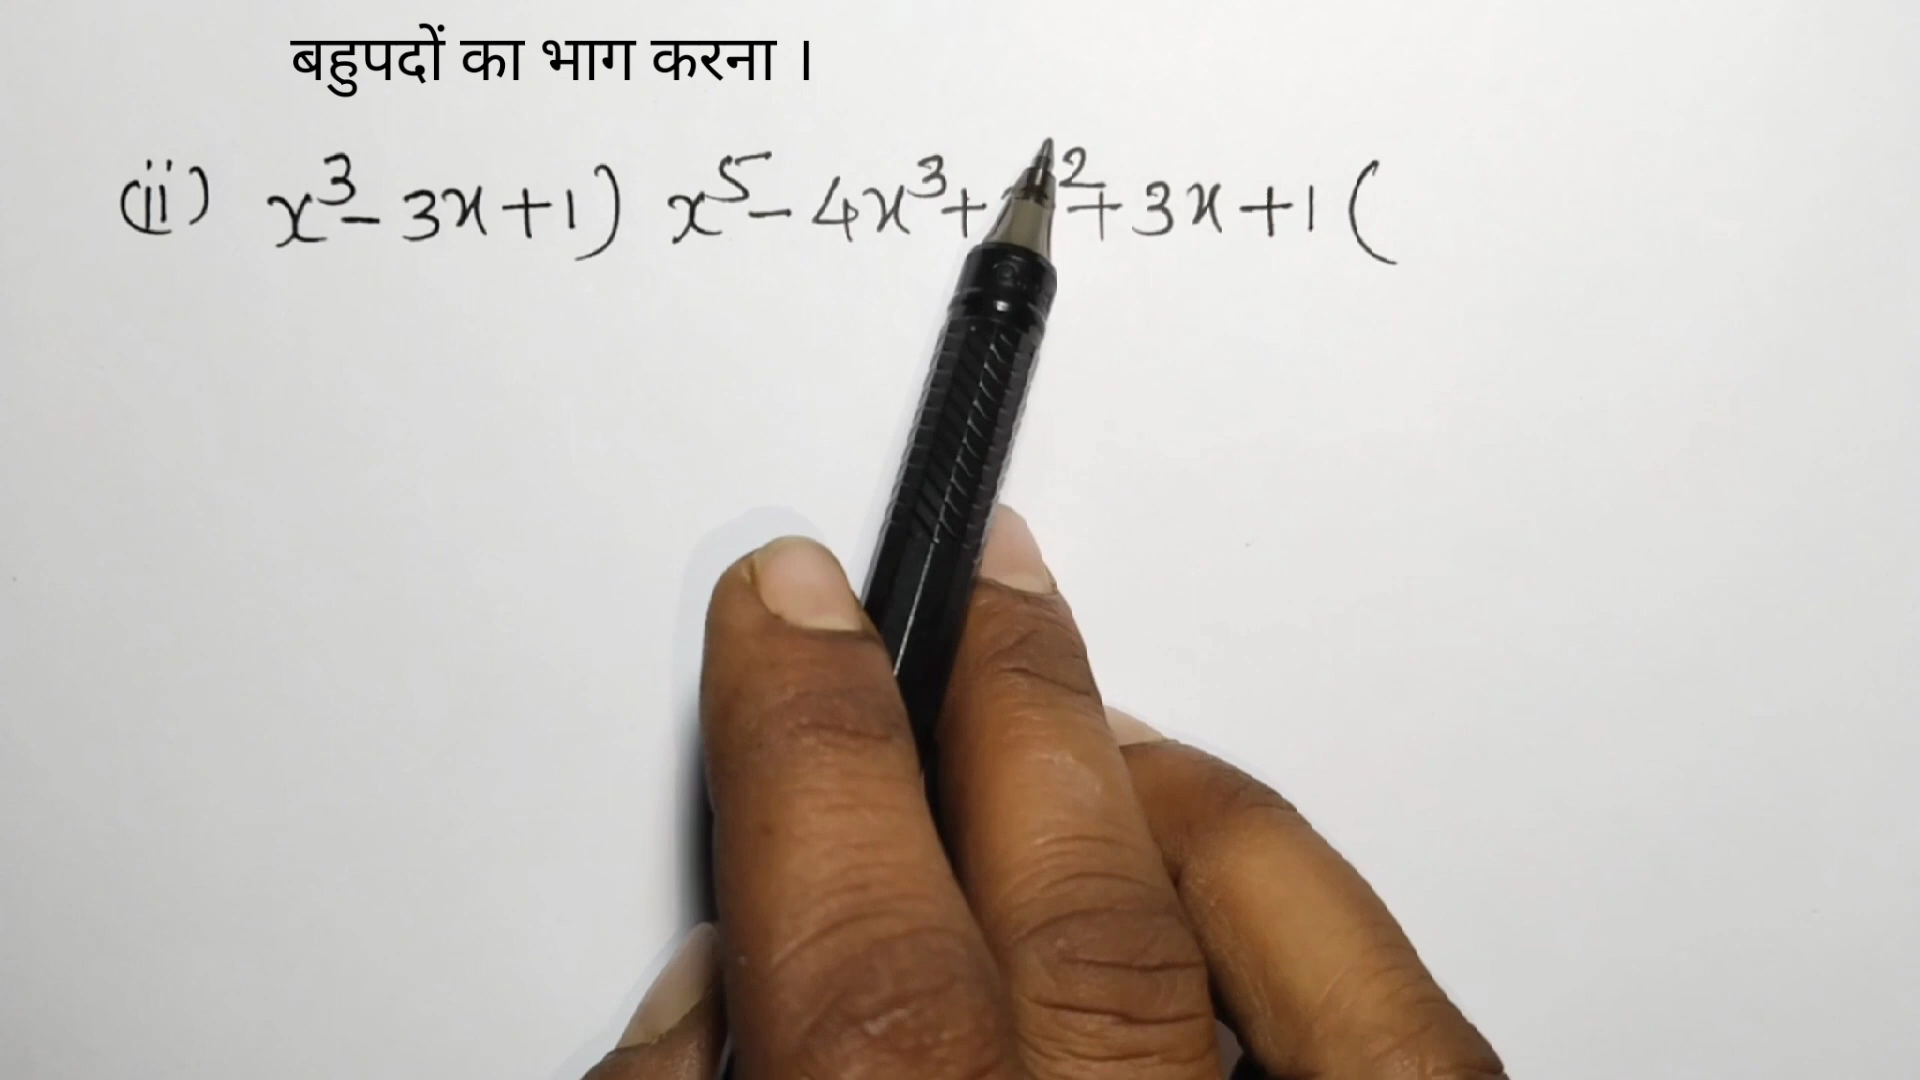 बहुपदों का भाग करना ।
(ii) x³ - 3x + 1) x⁵ - 4x³ + ² + 3x + 1 (